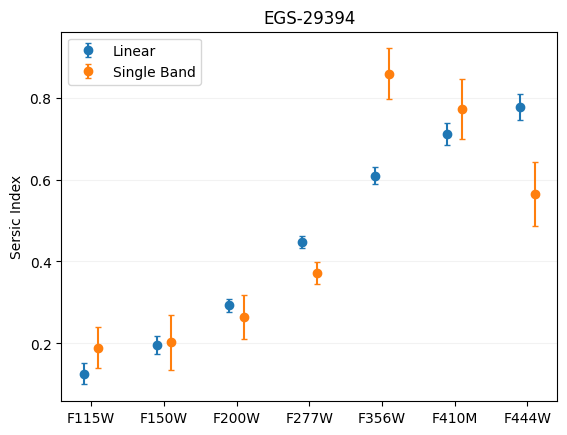 EGS-29394
Linear
Single Band
Sersic Index
0.8
0.6
0.4
0.2
F115W F150W F200W F277W F356W F410M F444W